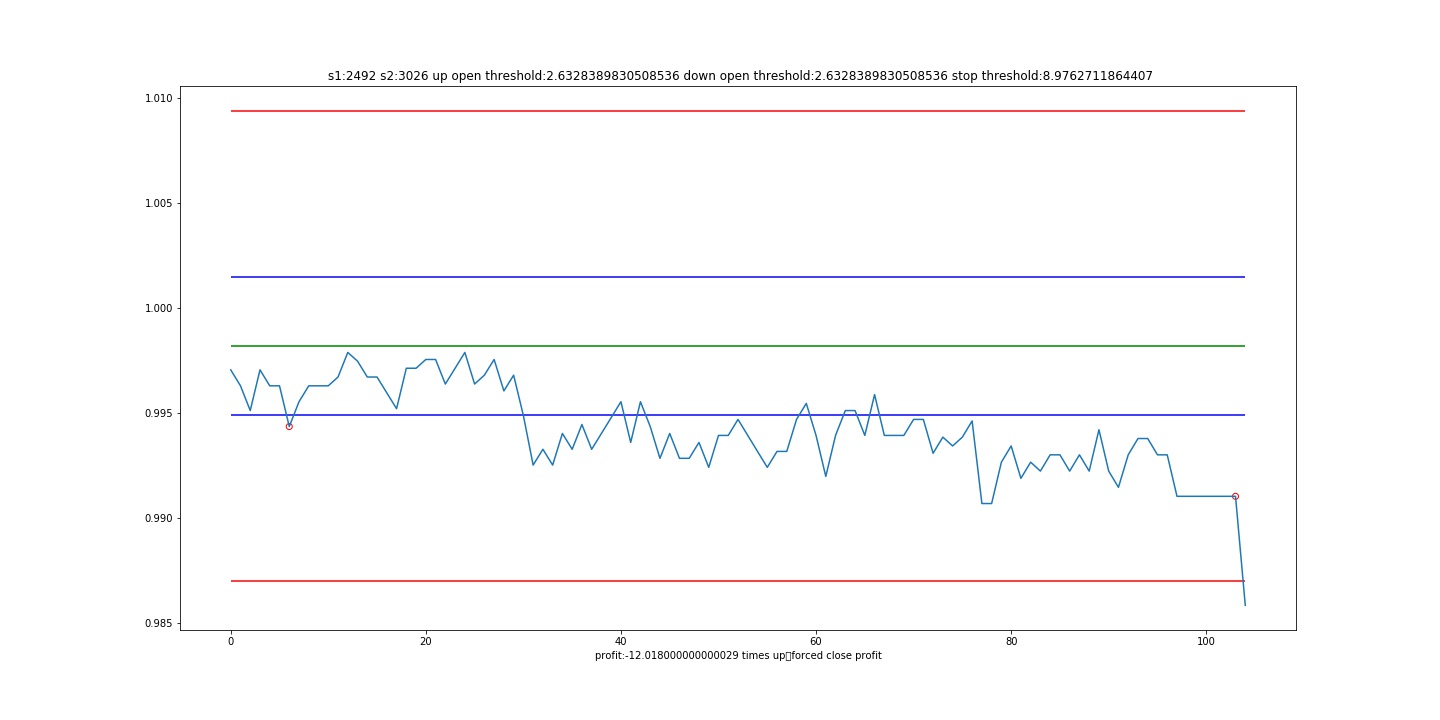 s1:2492 s2:3026 up open threshold:2.6328389830508536 down open threshold:2.6328389830508536 stop threshold:8.9762711864407
1.010
1.005
1.000
0.995
0.990
0.985
0 20 40 60 80 100
profit:-12.018000000000029 times up▯forced close profit